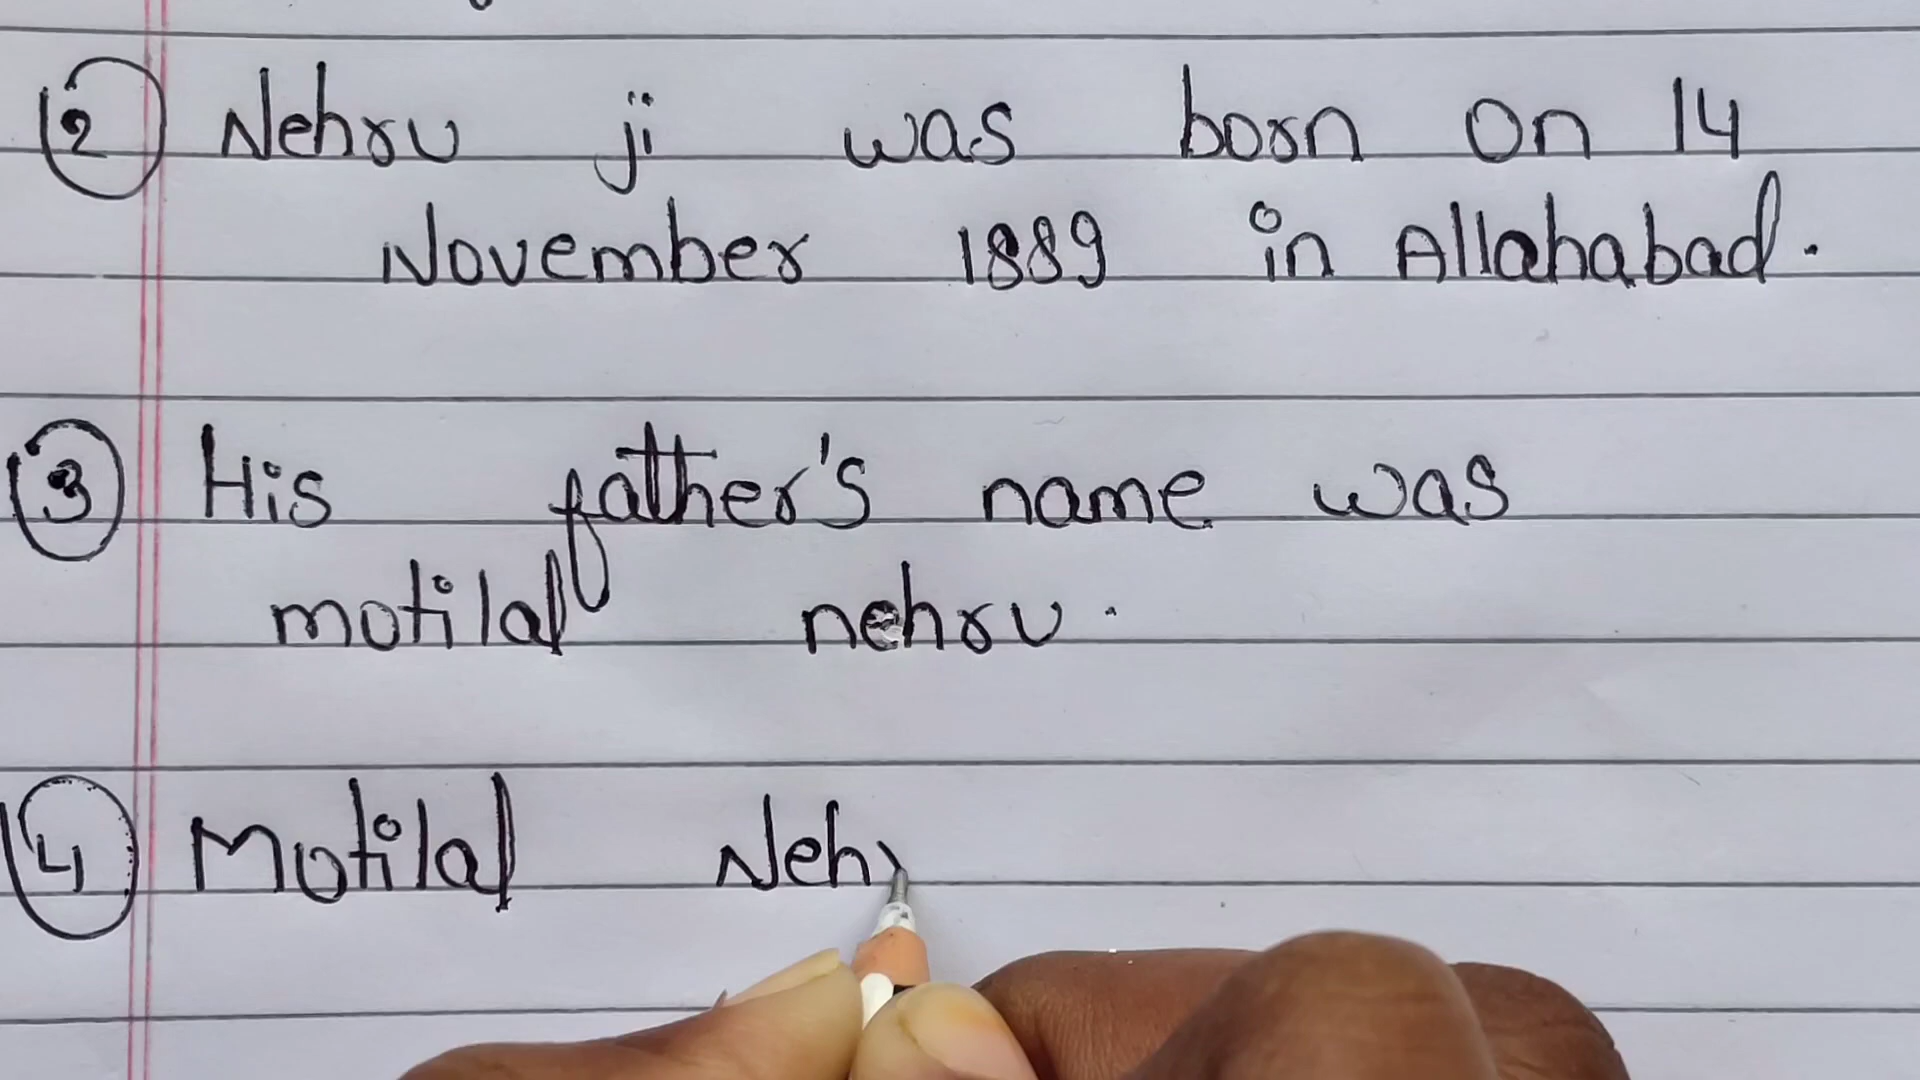 2 Nehru ji was born on 14
November 1889 in Allahabad.
3 His father's name was
motilal nehru.
4 Motilal Nehr